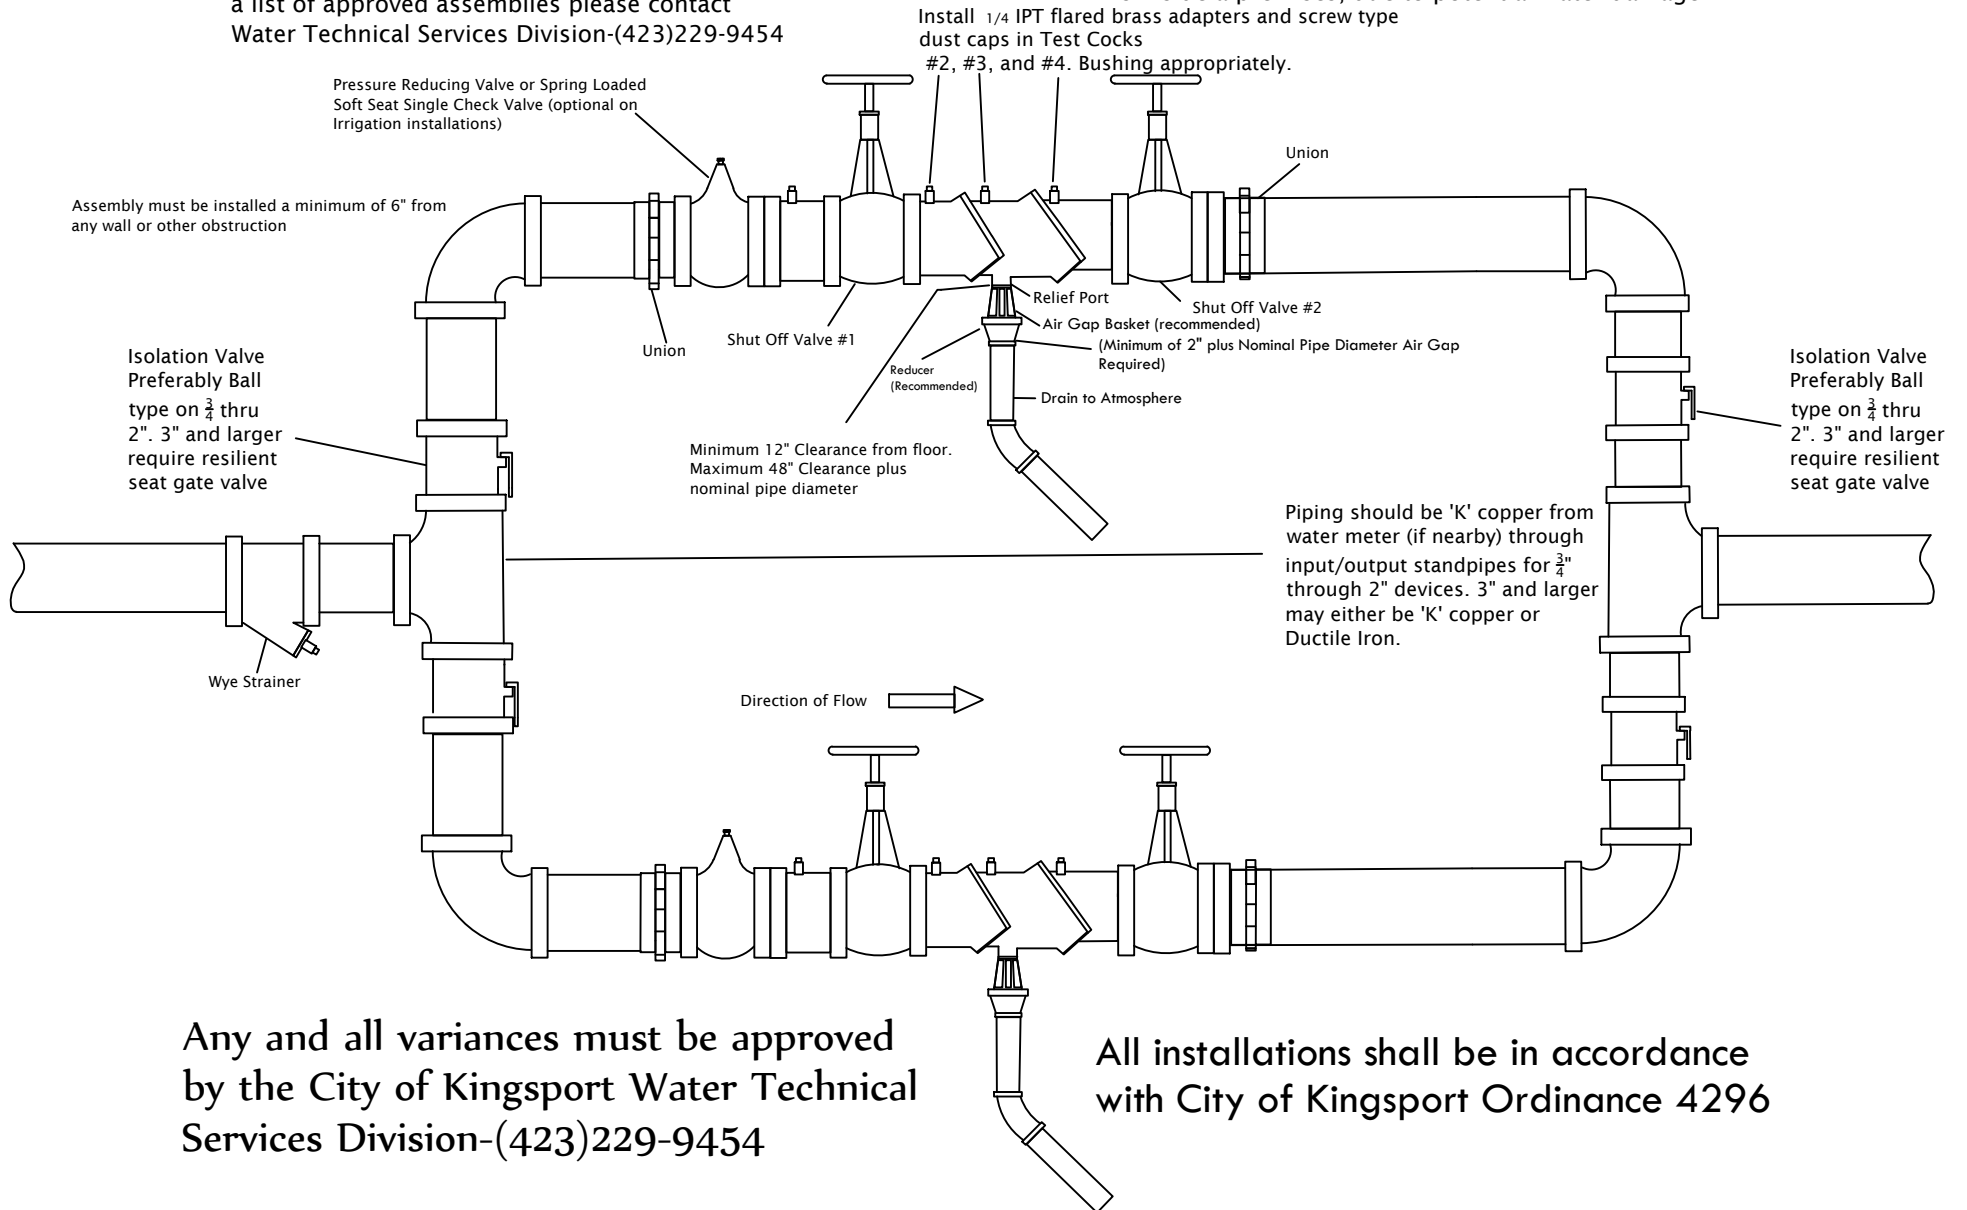 a list of approved assemblies please contact
Water Technical Services Division-(423)229-9454
Install 1/4 IPT flared brass adapters and screw type
dust caps in Test Cocks
#2, #3, and #4. Bushing appropriately.
Pressure Reducing Valve or Spring Loaded
Soft Seat Single Check Valve (optional on
Irrigation installations)
Union
Assembly must be installed a minimum of 6" from
any wall or other obstruction
Relief Port
Shut Off Valve #2
Air Gap Basket (recommended)
Shut Off Valve #1
Union
(Minimum of 2" plus Nominal Pipe Diameter Air Gap
Required)
Reducer
(Recommended)
Drain to Atmosphere
Isolation Valve
Preferably Ball
type on 3/4 thru
2". 3" and larger
require resilient
seat gate valve
Isolation Valve
Preferably Ball
type on 3/4 thru
2". 3" and larger
require resilient
seat gate valve
Minimum 12" Clearance from floor.
Maximum 48" Clearance plus
nominal pipe diameter
Piping should be 'K' copper from
water meter (if nearby) through
input/output standpipes for 3/4"
through 2" devices. 3" and larger
may either be 'K' copper or
Ductile Iron.
Wye Strainer
Direction of Flow
Any and all variances must be approved
by the City of Kingsport Water Technical
Services Division-(423)229-9454
All installations shall be in accordance
with City of Kingsport Ordinance 4296